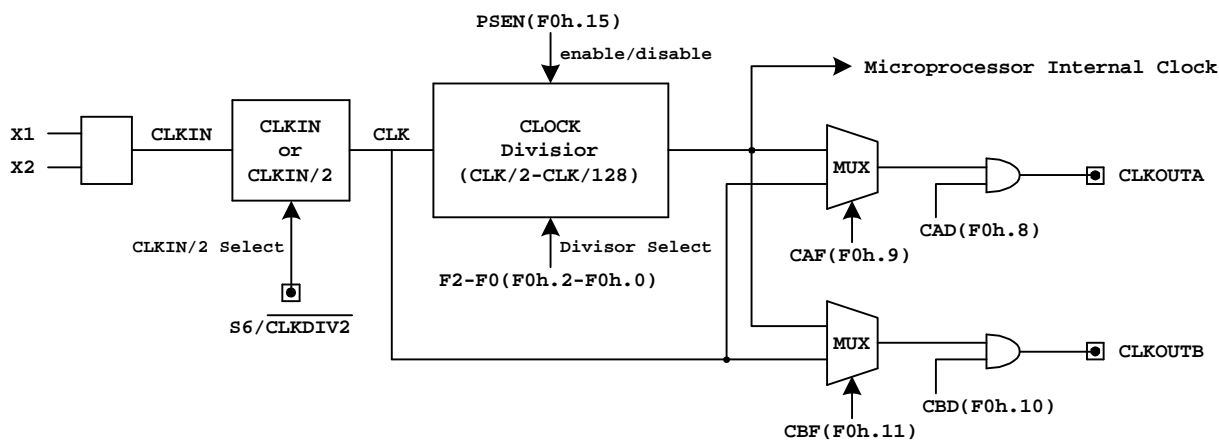 PSEN(F0h.15)
enable/disable
Microprocessor Internal Clock
X1
X2
CLKIN
CLKIN
or
CLKIN/2
CLK
CLOCK
Divisior
(CLK/2-CLK/128)
MUX
CLKOUTA
CLKIN/2 Select
Divisor Select
CAD(F0h.8)
CAF(F0h.9)
F2-F0(F0h.2-F0h.0)
S6/CLKDIV2
MUX
CLKOUTB
CBD(F0h.10)
CBF(F0h.11)